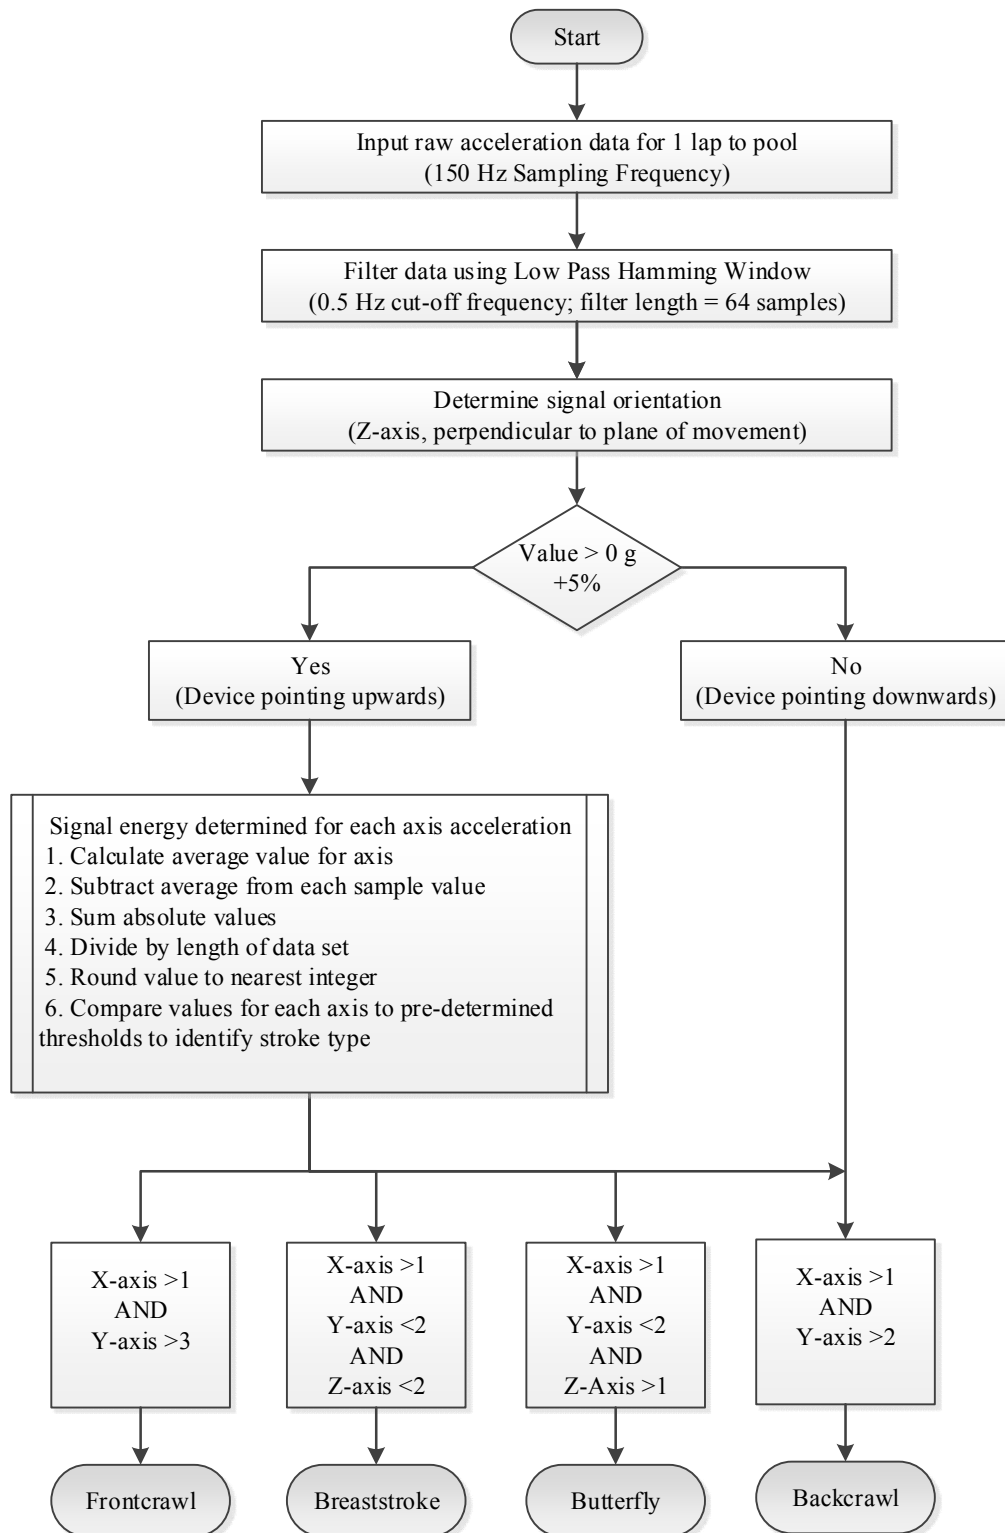 Start
Input raw acceleration data for 1 lap to pool
(150 Hz Sampling Frequency)
Filter data using Low Pass Hamming Window
(0.5 Hz cut-off frequency; filter length = 64 samples)
Determine signal orientation
(Z-axis, perpendicular to plane of movement)
Value > 0 g
+5%
Yes
(Device pointing upwards)
No
(Device pointing downwards)
Signal energy determined for each axis acceleration
1. Calculate average value for axis
2. Subtract average from each sample value
3. Sum absolute values
4. Divide by length of data set
5. Round value to nearest integer
6. Compare values for each axis to pre-determined
thresholds to identify stroke type
X-axis >1
AND
Y-axis >3
X-axis >1
AND
Y-axis <2
AND
Z-axis <2
X-axis >1
AND
Y-axis <2
AND
Z-Axis >1
X-axis >1
AND
Y-axis >2
Frontcrawl
Breaststroke
Butterfly
Backcrawl